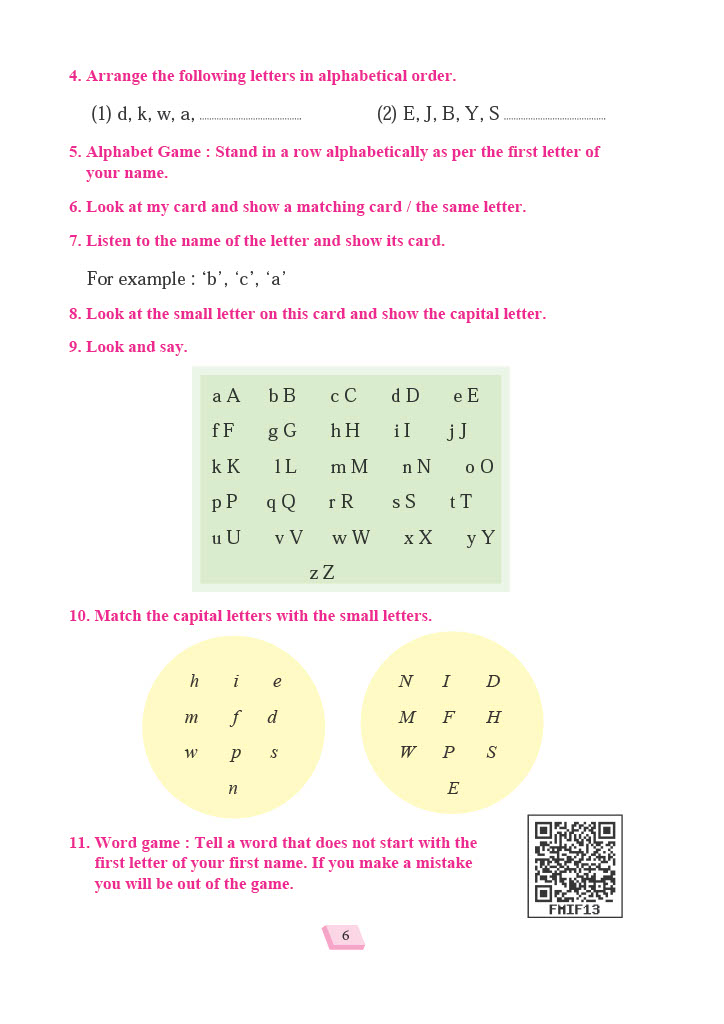 4. Arrange the following letters in alphabetical order.
(1) d, k, w, a, ................................... (2) E, J, B, Y, S ...................................
5. Alphabet Game : Stand in a row alphabetically as per the first letter of
your name.
6. Look at my card and show a matching card / the same letter.
7. Listen to the name of the letter and show its card.
For example : ‘b’, ‘c’, ‘a’
8. Look at the small letter on this card and show the capital letter.
9. Look and say.
a A b B c C d D e E
f F g G h H i I j J
k K l L m M n N o O
p P q Q r R s S t T
u U v V w W x X y Y
z Z
10. Match the capital letters with the small letters.
h i e
m f d
w p s
n
N I D
M F H
W P S
E
11. Word game : Tell a word that does not start with the
first letter of your first name. If you make a mistake
you will be out of the game.
FMIF13
6